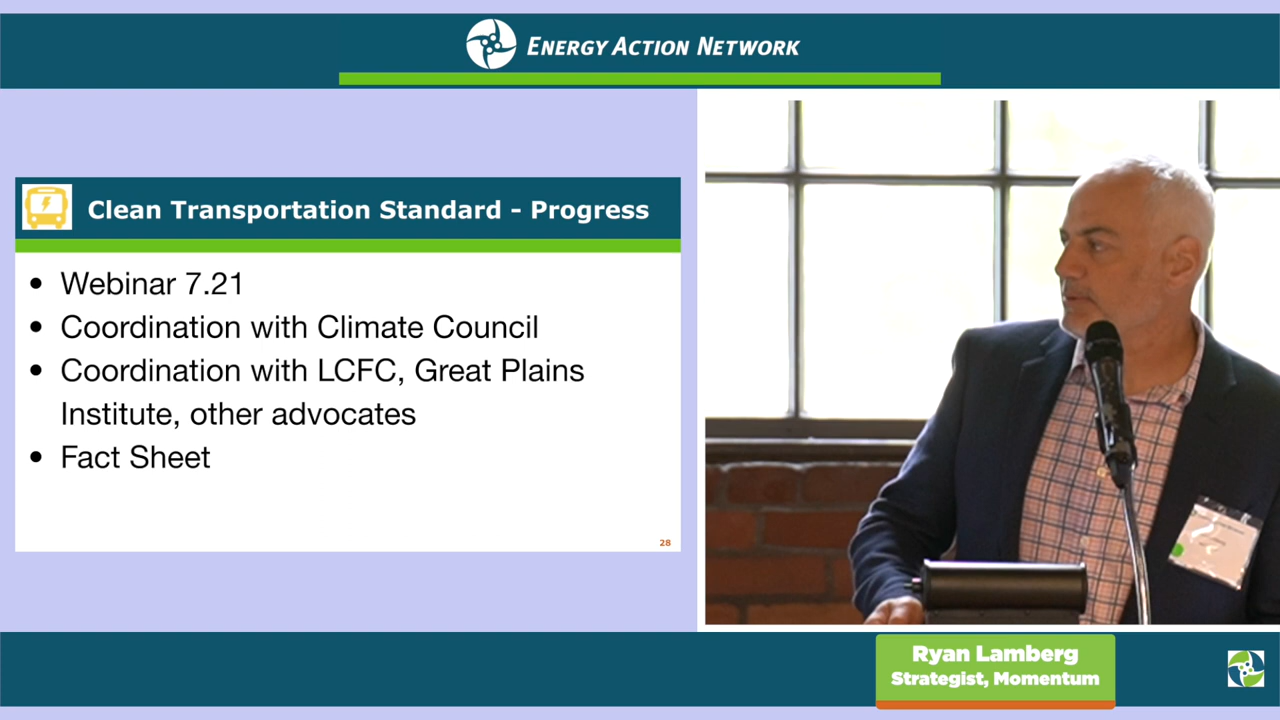 ENERGY ACTION NETWORK
Clean Transportation Standard - Progress
• Webinar 7.21
• Coordination with Climate Council
• Coordination with LCFC, Great Plains
Institute, other advocates
• Fact Sheet
28
Ryan Lamberg
Strategist, Momentum